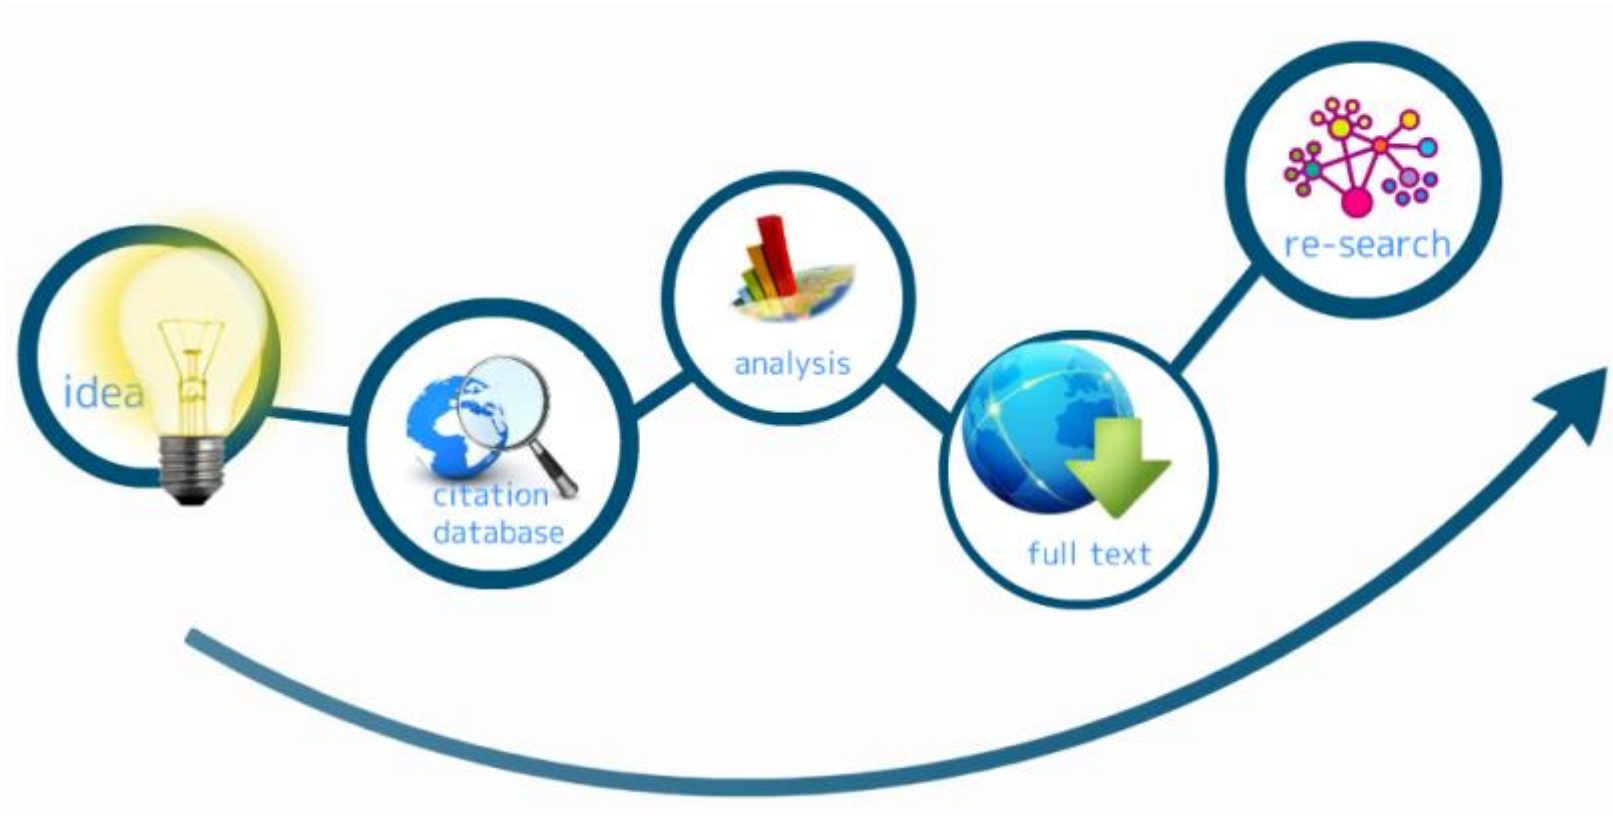 idea
citation
database
analysis
full text
re-search